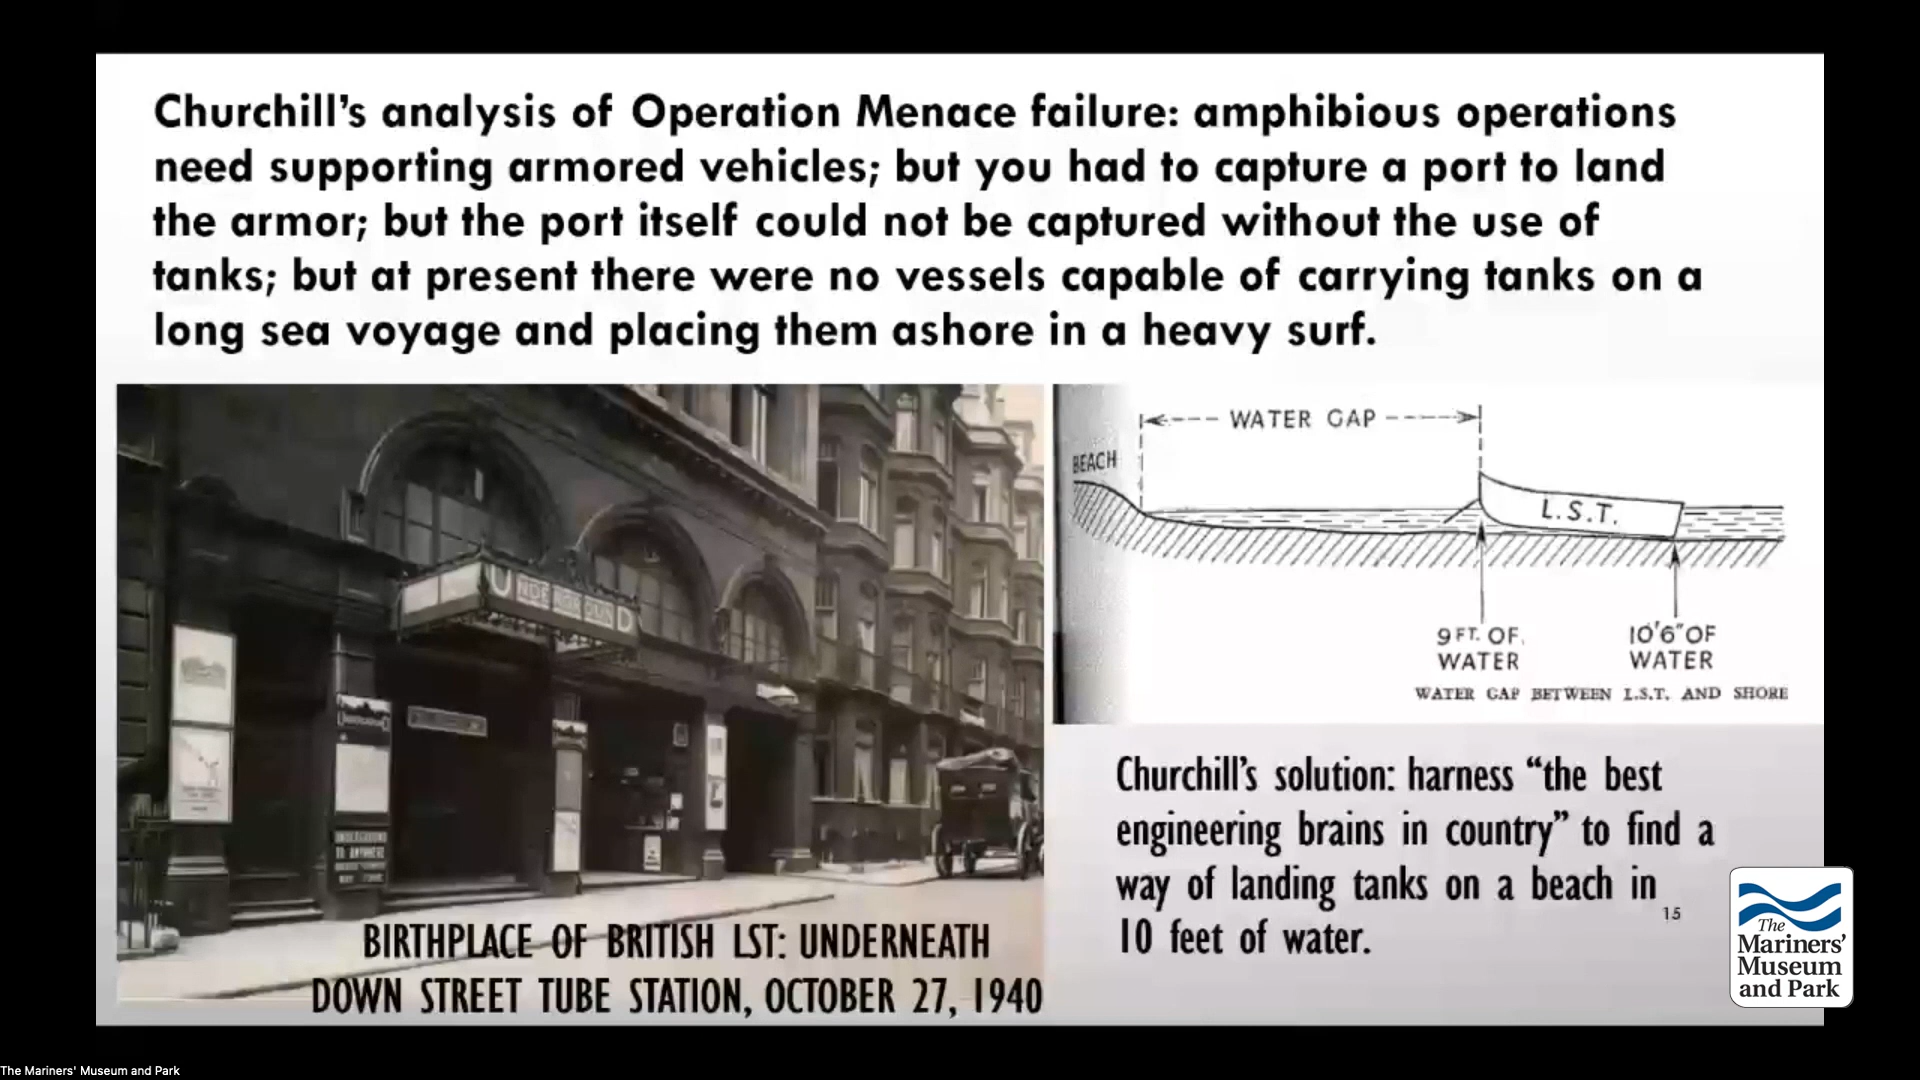 Churchill's analysis of Operation Menace failure: amphibious operations
need supporting armored vehicles; but you had to capture a port to land
the armor; but the port itself could not be captured without the use of
tanks; but at present there were no vessels capable of carrying tanks on a
long sea voyage and placing them ashore in a heavy surf.
UNDERGROUND
BIRTHPLACE OF BRITISH LST: UNDERNEATH
DOWN STREET TUBE STATION, OCTOBER 27, 1940
WATER GAP
BEACH
L.S.T.
9 FT. OF.
WATER
10'6" OF
WATER
WATER GAP BETWEEN L.S.T. AND SHORE
Churchill's solution: harness "the best
engineering brains in country" to find a
way of landing tanks on a beach in
10 feet of water.
15
The
Mariners'
Museum
and Park
The Mariners' Museum and Park